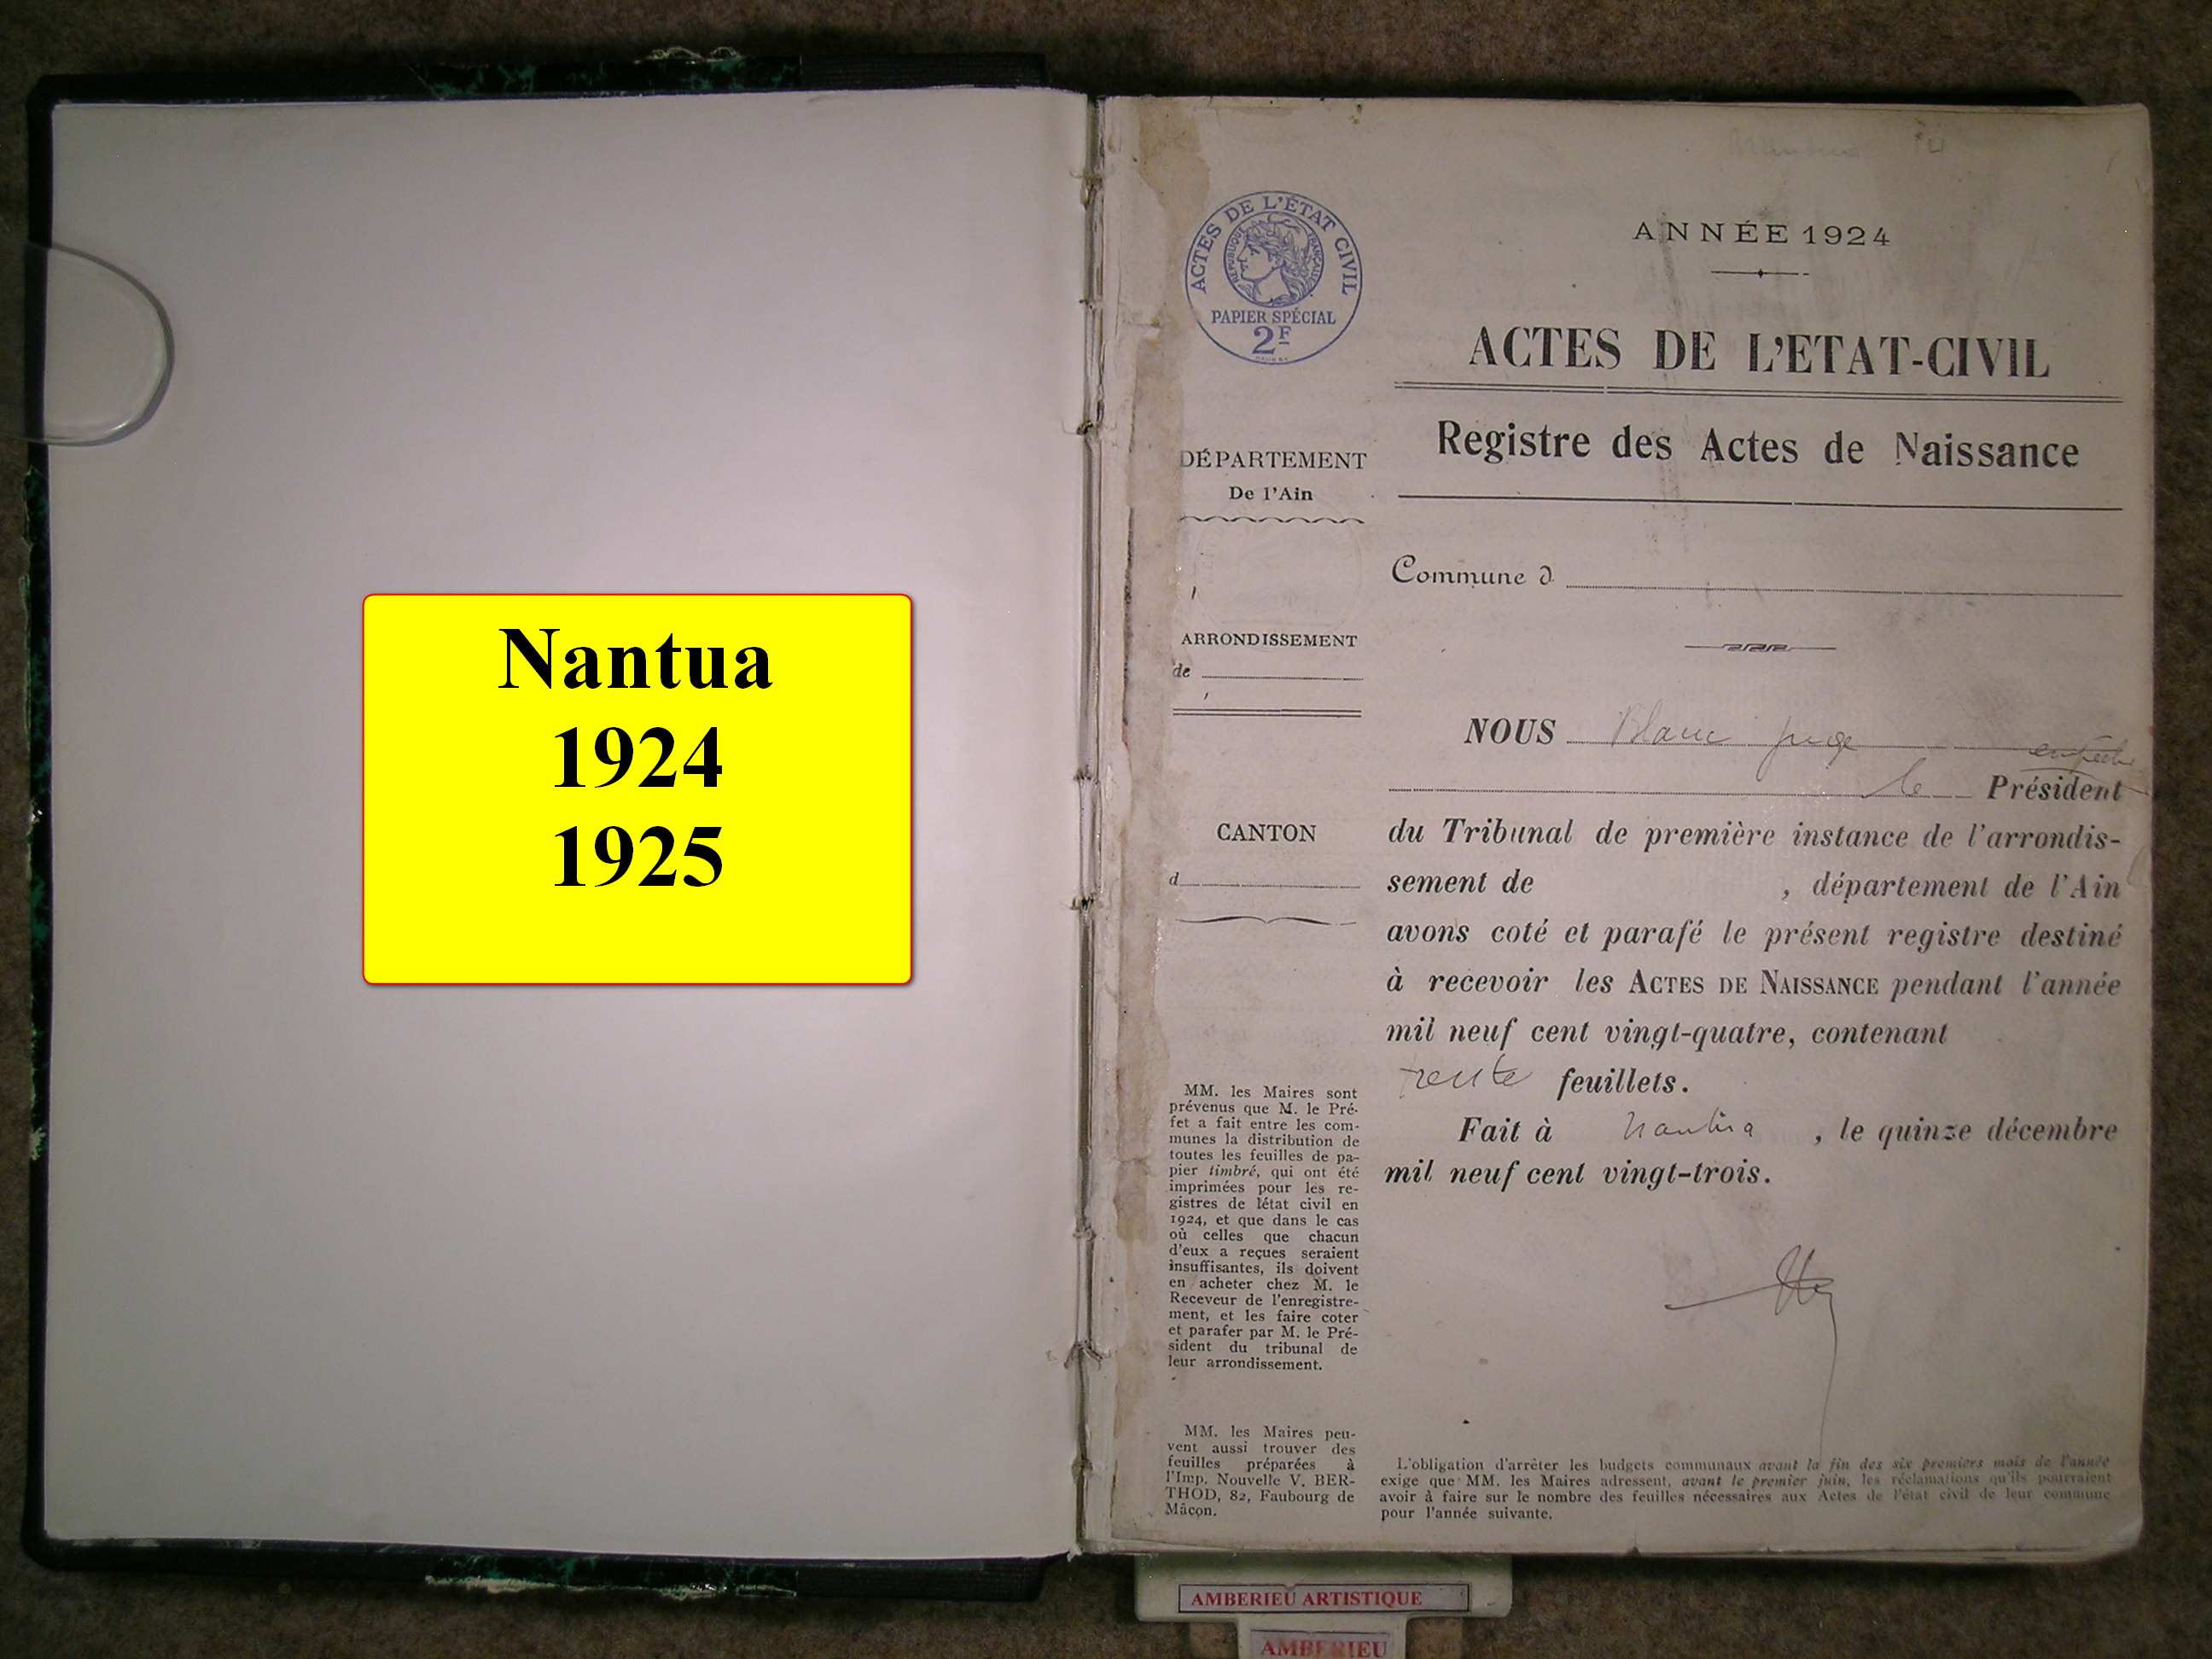 Nantua
1924
1925
ACTES DE L'ÉTAT CIVIL
RÉPUBLIQUE FRANÇAISE
PAPIER SPÉCIAL
2F
DÉPARTEMENT
De l'Ain
ARRONDISSEMENT
de
CANTON
d
MM. les Maires sont
prévenus que M. le Pré-
fet a fait entre les com-
munes la distribution de
toutes les feuilles de pa-
pier timbré, qui ont été
imprimées pour les re-
gistres de létat civil en
1924, et que dans le cas
où celles que chacun
d'eux a reçues seraient
insuffisantes, ils doivent
en acheter chez M. le
Receveur de l'enregistre-
ment, et les faire coter
et parafer par M. le Pré-
sident du tribunal de
leur arrondissement.
MM. les Maires peu-
vent aussi trouver des
feuilles préparées à
l'Imp. Nouvelle V. BER-
THOD, 82, Faubourg de
Mâcon.
ANNÉE 1924
ACTES DE L'ETAT-CIVIL
Registre des Actes de Naissance
Commune d
NOUS Blanc juge
le Président
du Tribunal de première instance de l'arrondis-
sement de , département de l'Ain
avons coté et parafé le présent registre destiné
à recevoir les ACTES DE NAISSANCE pendant l'année
mil neuf cent vingt-quatre, contenant
trente feuillets.
Fait à Nantua , le quinze décembre
mil neuf cent vingt-trois.
L'obligation d'arrêter les budgets communaux avant la fin des six premiers mois de l'année
exige que MM. les Maires adressent, avant le premier juin, les réclamations qu'ils pourraient
avoir à faire sur le nombre des feuilles nécessaires aux Actes de l'état civil de leur commune
pour l'année suivante.
AMBERIEU ARTISTIQUE
AMBERIEU